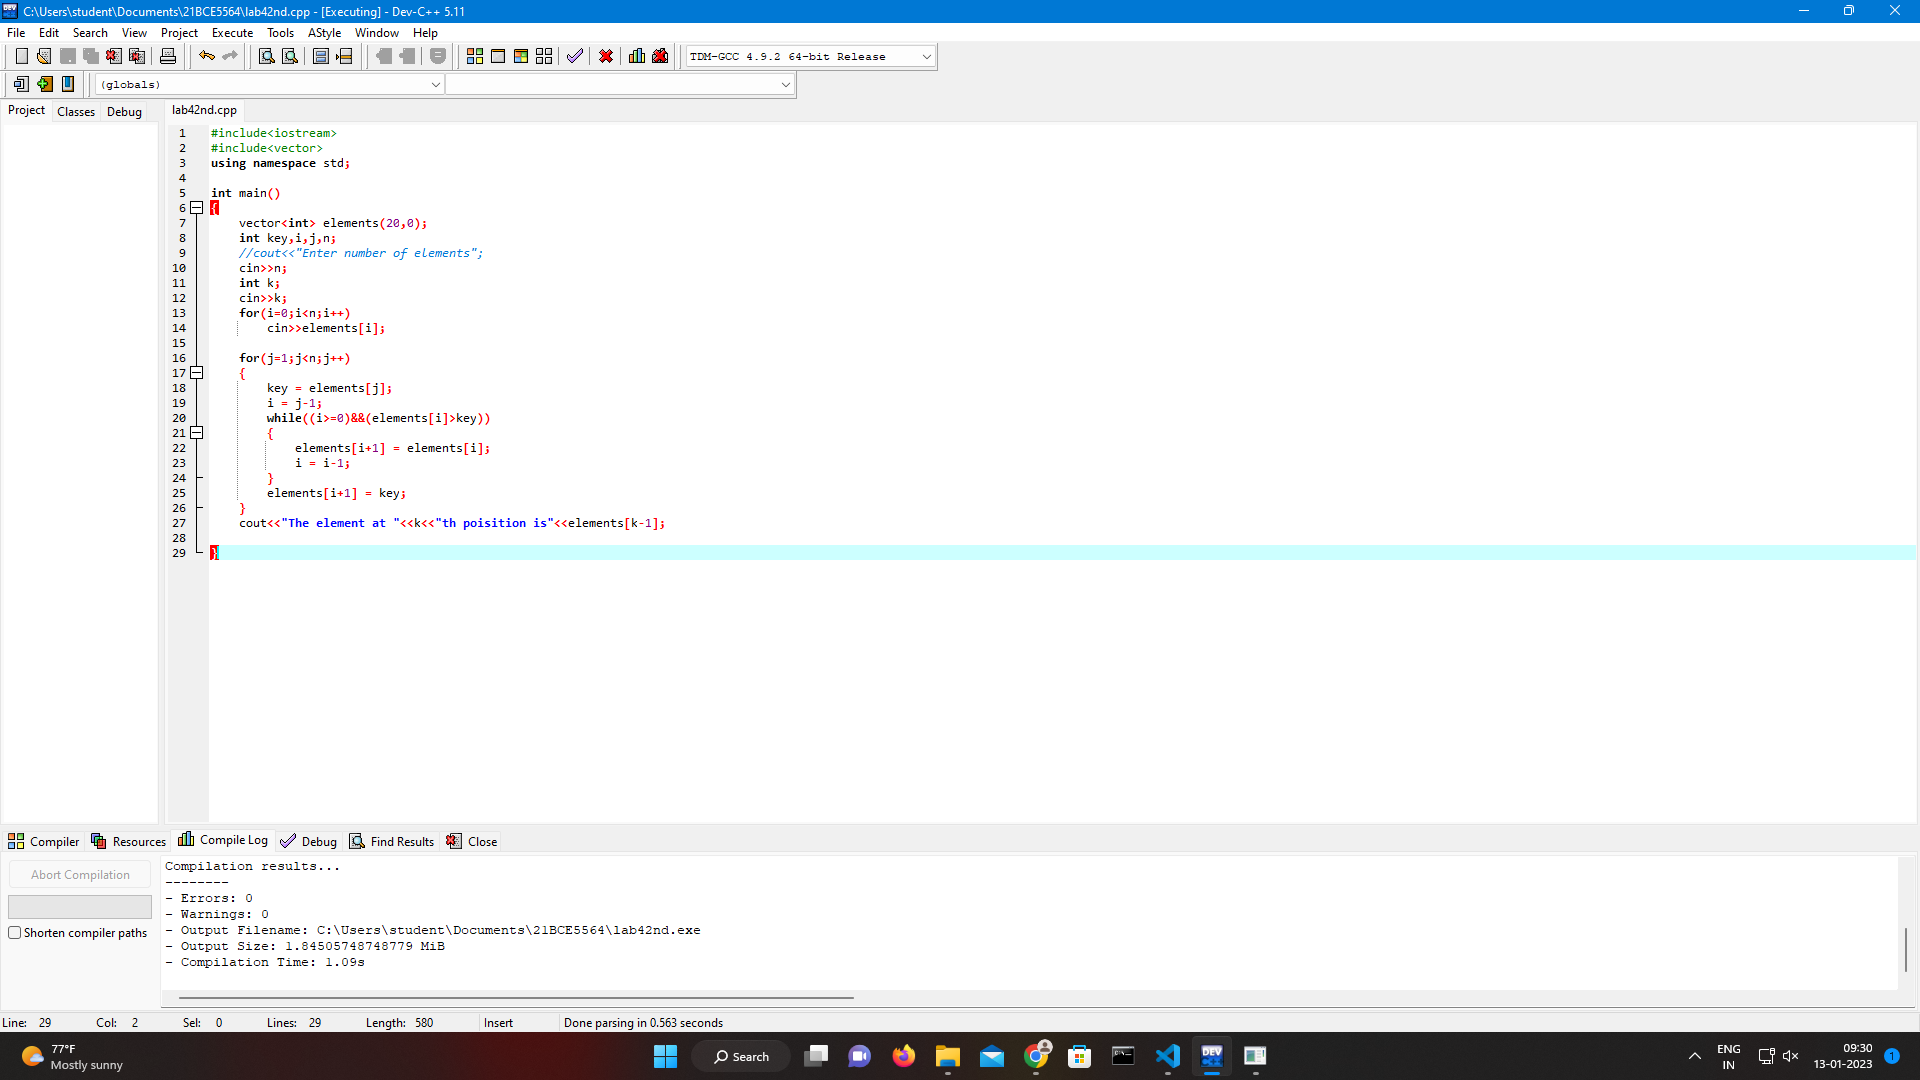 C:\Users\student\Documents\21BCE5564\lab42nd.cpp - [Executing] - Dev-C++ 5.11
File Edit Search View Project Execute Tools AStyle Window Help
TDM-GCC 4.9.2 64-bit Release
(globals)
Project Classes Debug
lab42nd.cpp
1 #include<iostream>
2 #include<vector>
3 using namespace std;
4
5 int main()
6 {
7 vector<int> elements(20,0);
8 int key,i,j,n;
9 //cout<<"Enter number of elements";
10 cin>>n;
11 int k;
12 cin>>k;
13 for(i=0;i<n;i++)
14 cin>>elements[i];
15
16 for(j=1;j<n;j++)
17 {
18 key = elements[j];
19 i = j-1;
20 while((i>=0)&&(elements[i]>key))
21 {
22 elements[i+1] = elements[i];
23 i = i-1;
24 }
25 elements[i+1] = key;
26 }
27 cout<<"The element at "<<k<<"th poisition is"<<elements[k-1];
28
29 }
Compiler Resources Compile Log Debug Find Results Close
Abort Compilation
Shorten compiler paths
Compilation results...
--------
- Errors: 0
- Warnings: 0
- Output Filename: C:\Users\student\Documents\21BCE5564\lab42nd.exe
- Output Size: 1.84505748748779 MiB
- Compilation Time: 1.09s
Line: 29 Col: 2 Sel: 0 Lines: 29 Length: 580 Insert Done parsing in 0.563 seconds
77°F
Mostly sunny
Search
DEV
ENG
IN
09:30
13-01-2023
1